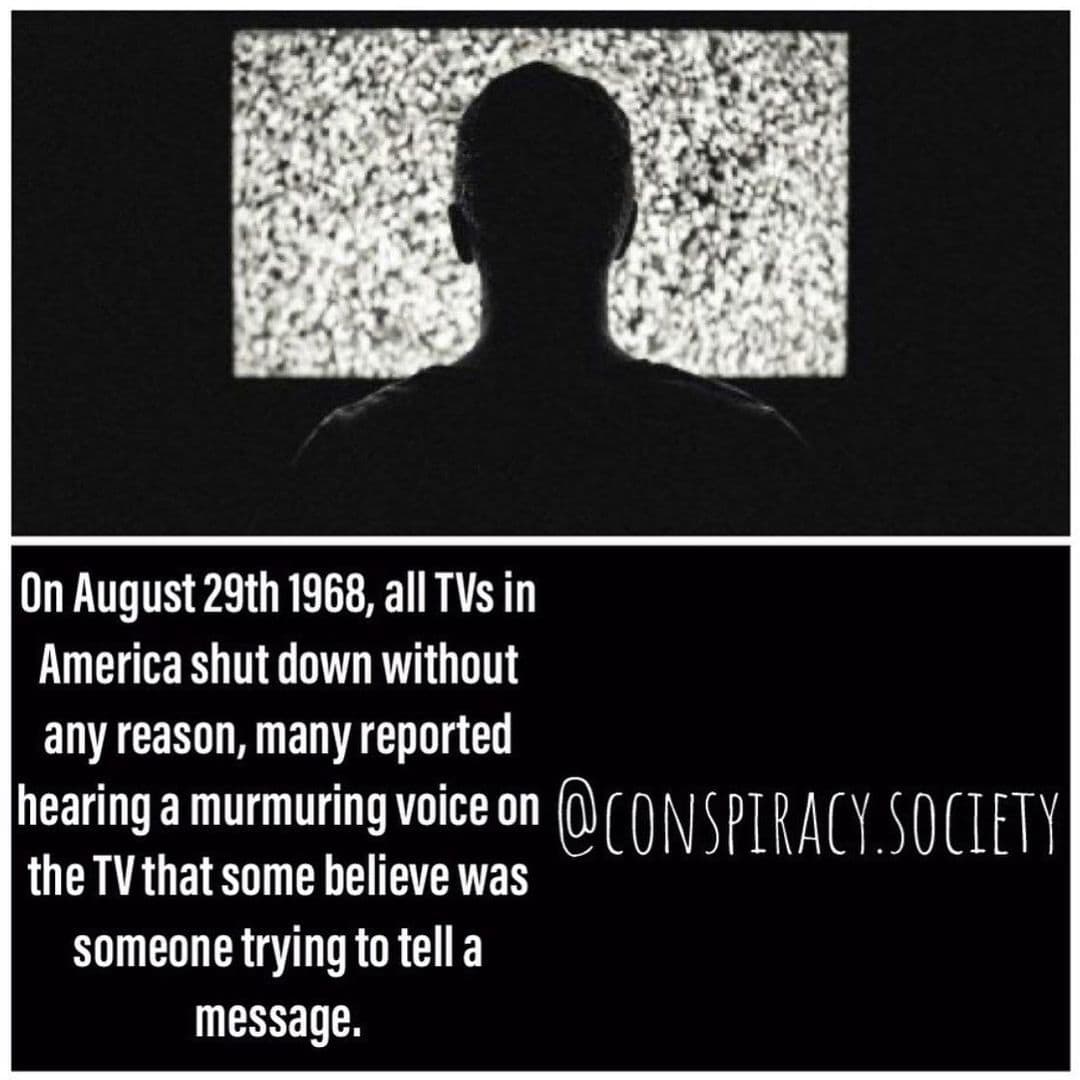 On August 29th 1968, all TVs in
America shut down without
any reason, many reported
hearing a murmuring voice on
the TV that some believe was
someone trying to tell a
message.
@CONSPIRACY.SOCIETY